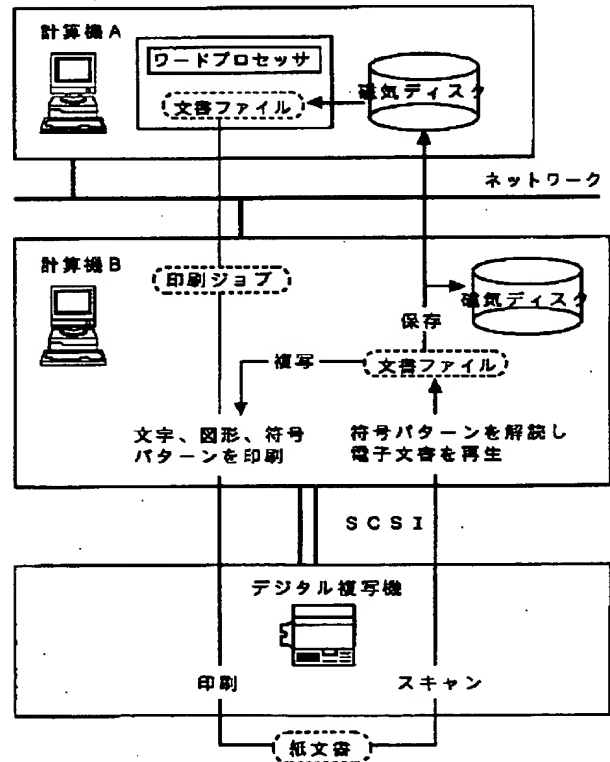 計算機A
ワードプロセッサ
文書ファイル
磁気ディスク
ネットワーク
計算機B
印刷ジョブ
磁気ディスク
保存
複写
文書ファイル
文字、図形、符号
パターンを印刷
符号パターンを解読し
電子文書を再生
SCSI
デジタル複写機
印刷
スキャン
紙文書